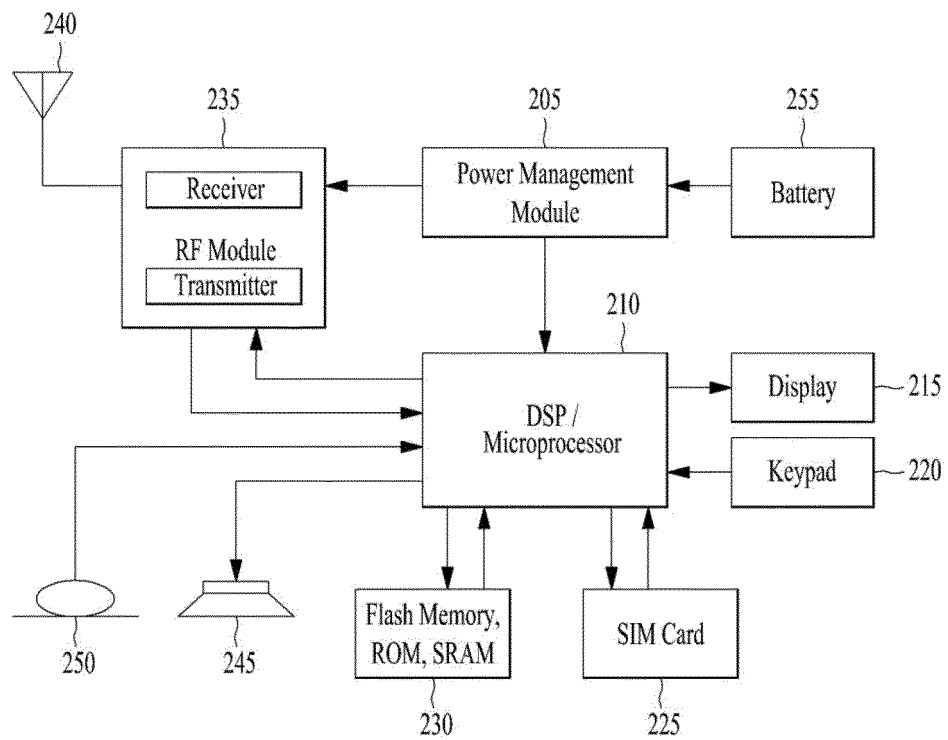 240
235
205
255
Receiver
RF Module
Transmitter
Power Management
Module
Battery
210
DSP /
Microprocessor
Display
215
Keypad
220
250
245
Flash Memory,
ROM, SRAM
230
SIM Card
225